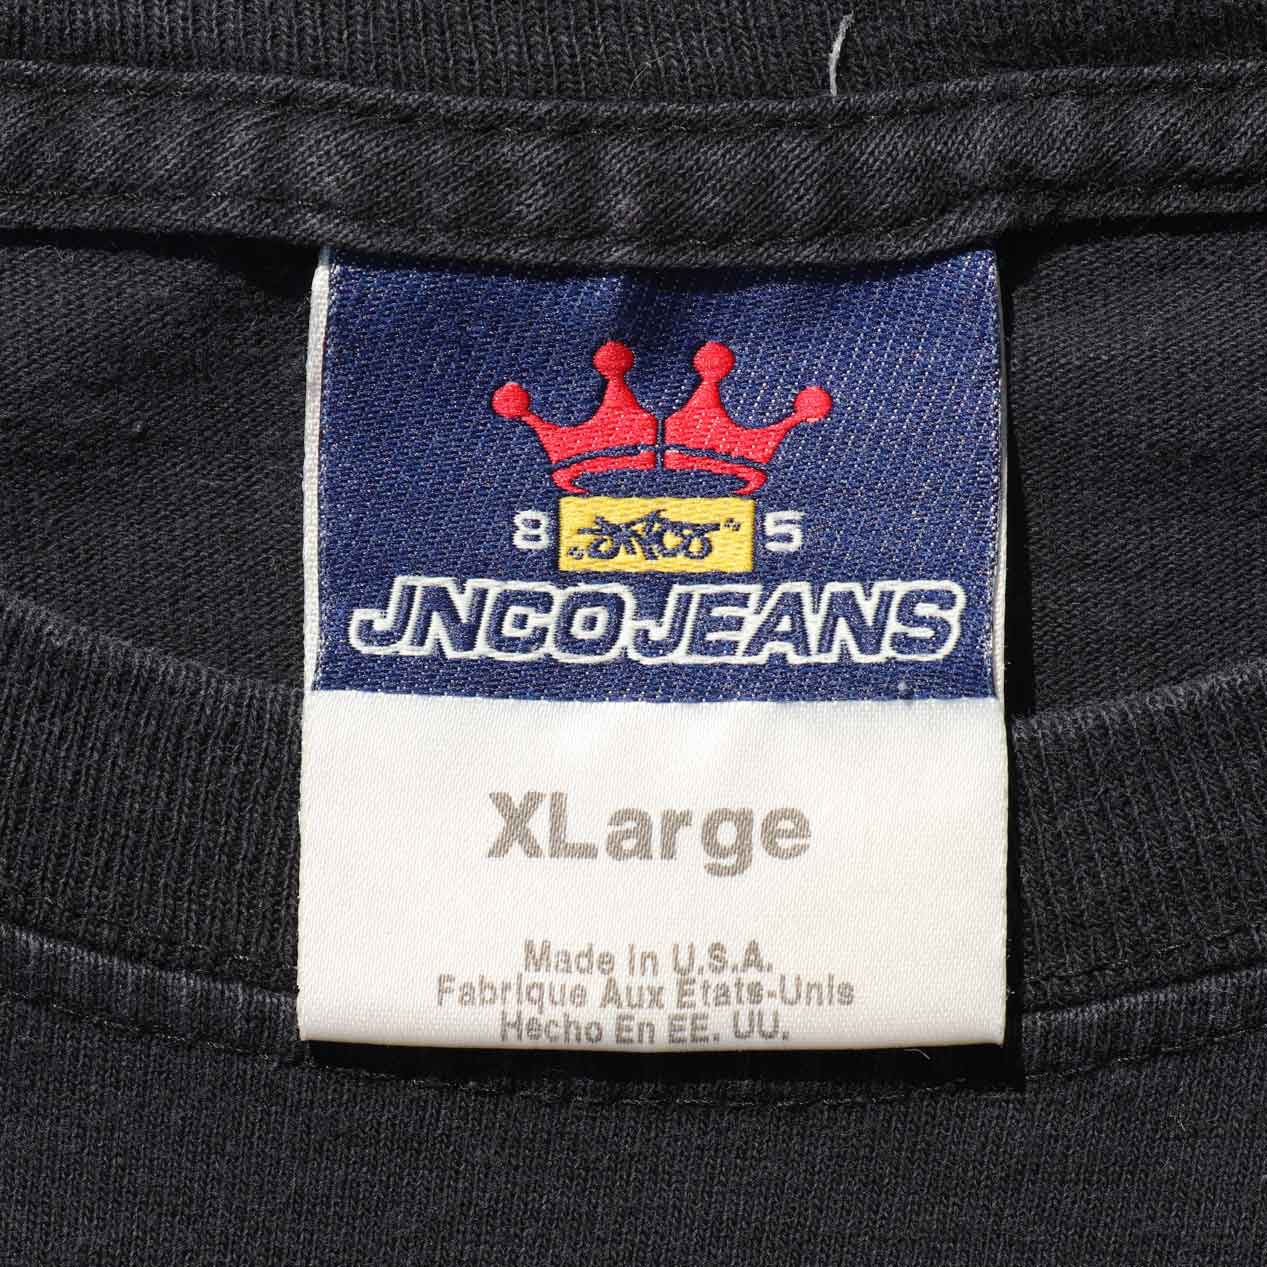 8 JNCO 5
JNCO JEANS
XLarge
Made in U.S.A.
Fabrique Aux Etats-Unis
Hecho En EE. UU.